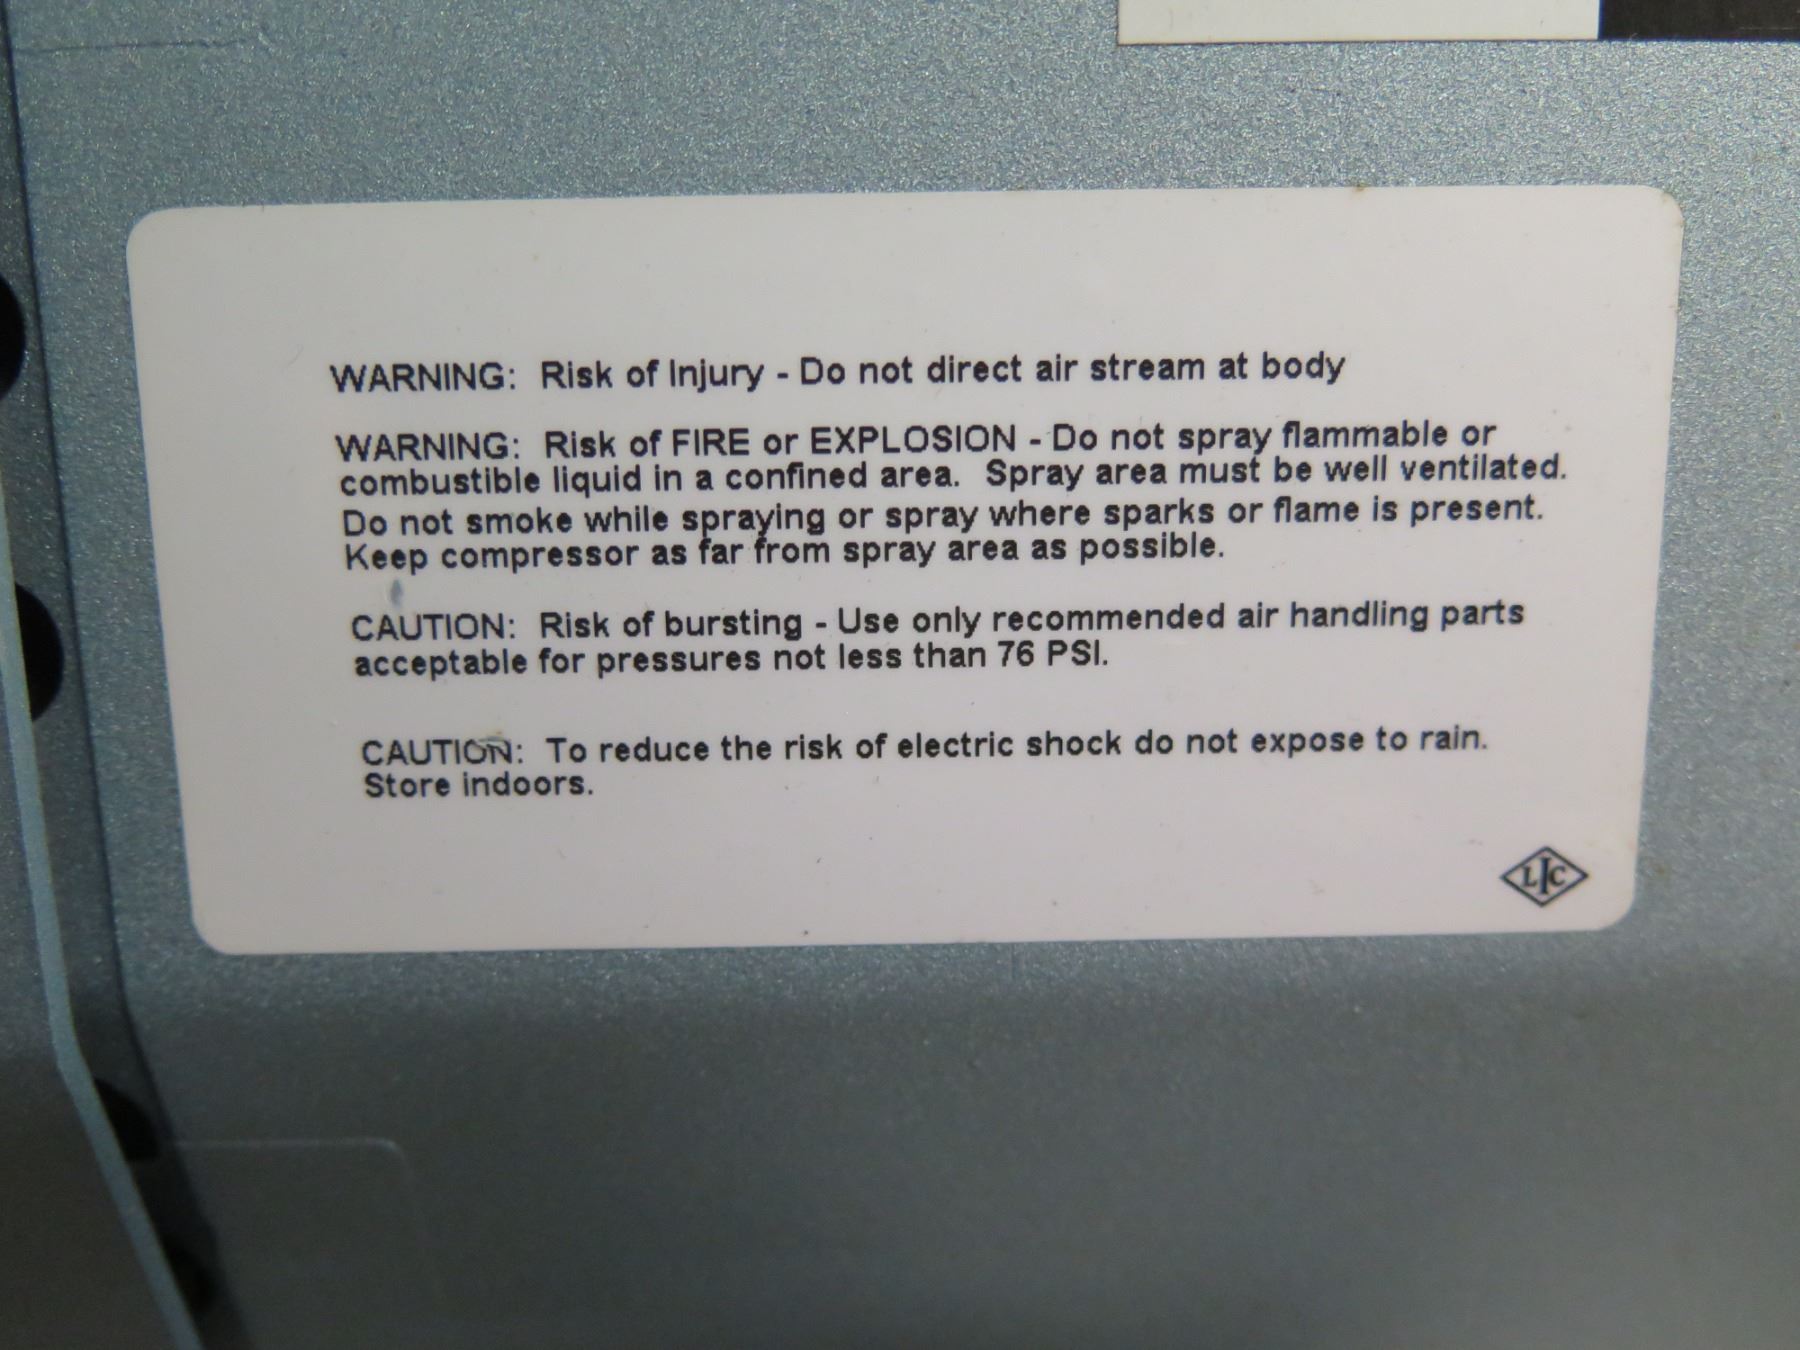 WARNING: Risk of Injury - Do not direct air stream at body
WARNING: Risk of FIRE or EXPLOSION - Do not spray flammable or
combustible liquid in a confined area. Spray area must be well ventilated.
Do not smoke while spraying or spray where sparks or flame is present.
Keep compressor as far from spray area as possible.
CAUTION: Risk of bursting - Use only recommended air handling parts
acceptable for pressures not less than 76 PSI.
CAUTION: To reduce the risk of electric shock do not expose to rain.
Store indoors.
LIC